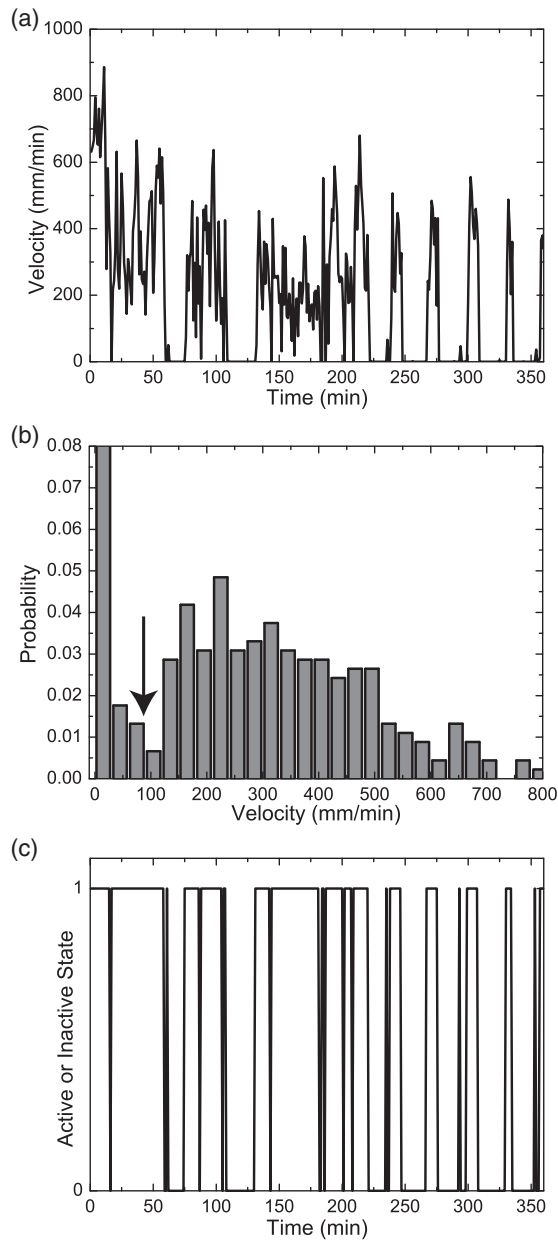 (a)
1000
800
600
400
200
0
Velocity (mm/min)
0 50 100 150 200 250 300 350
Time (min)
(b)
0.08
0.07
0.06
0.05
0.04
0.03
0.02
0.01
0.00
Probability
0 100 200 300 400 500 600 700 800
Velocity (mm/min)
(c)
1
0
Active or Inactive State
0 50 100 150 200 250 300 350
Time (min)